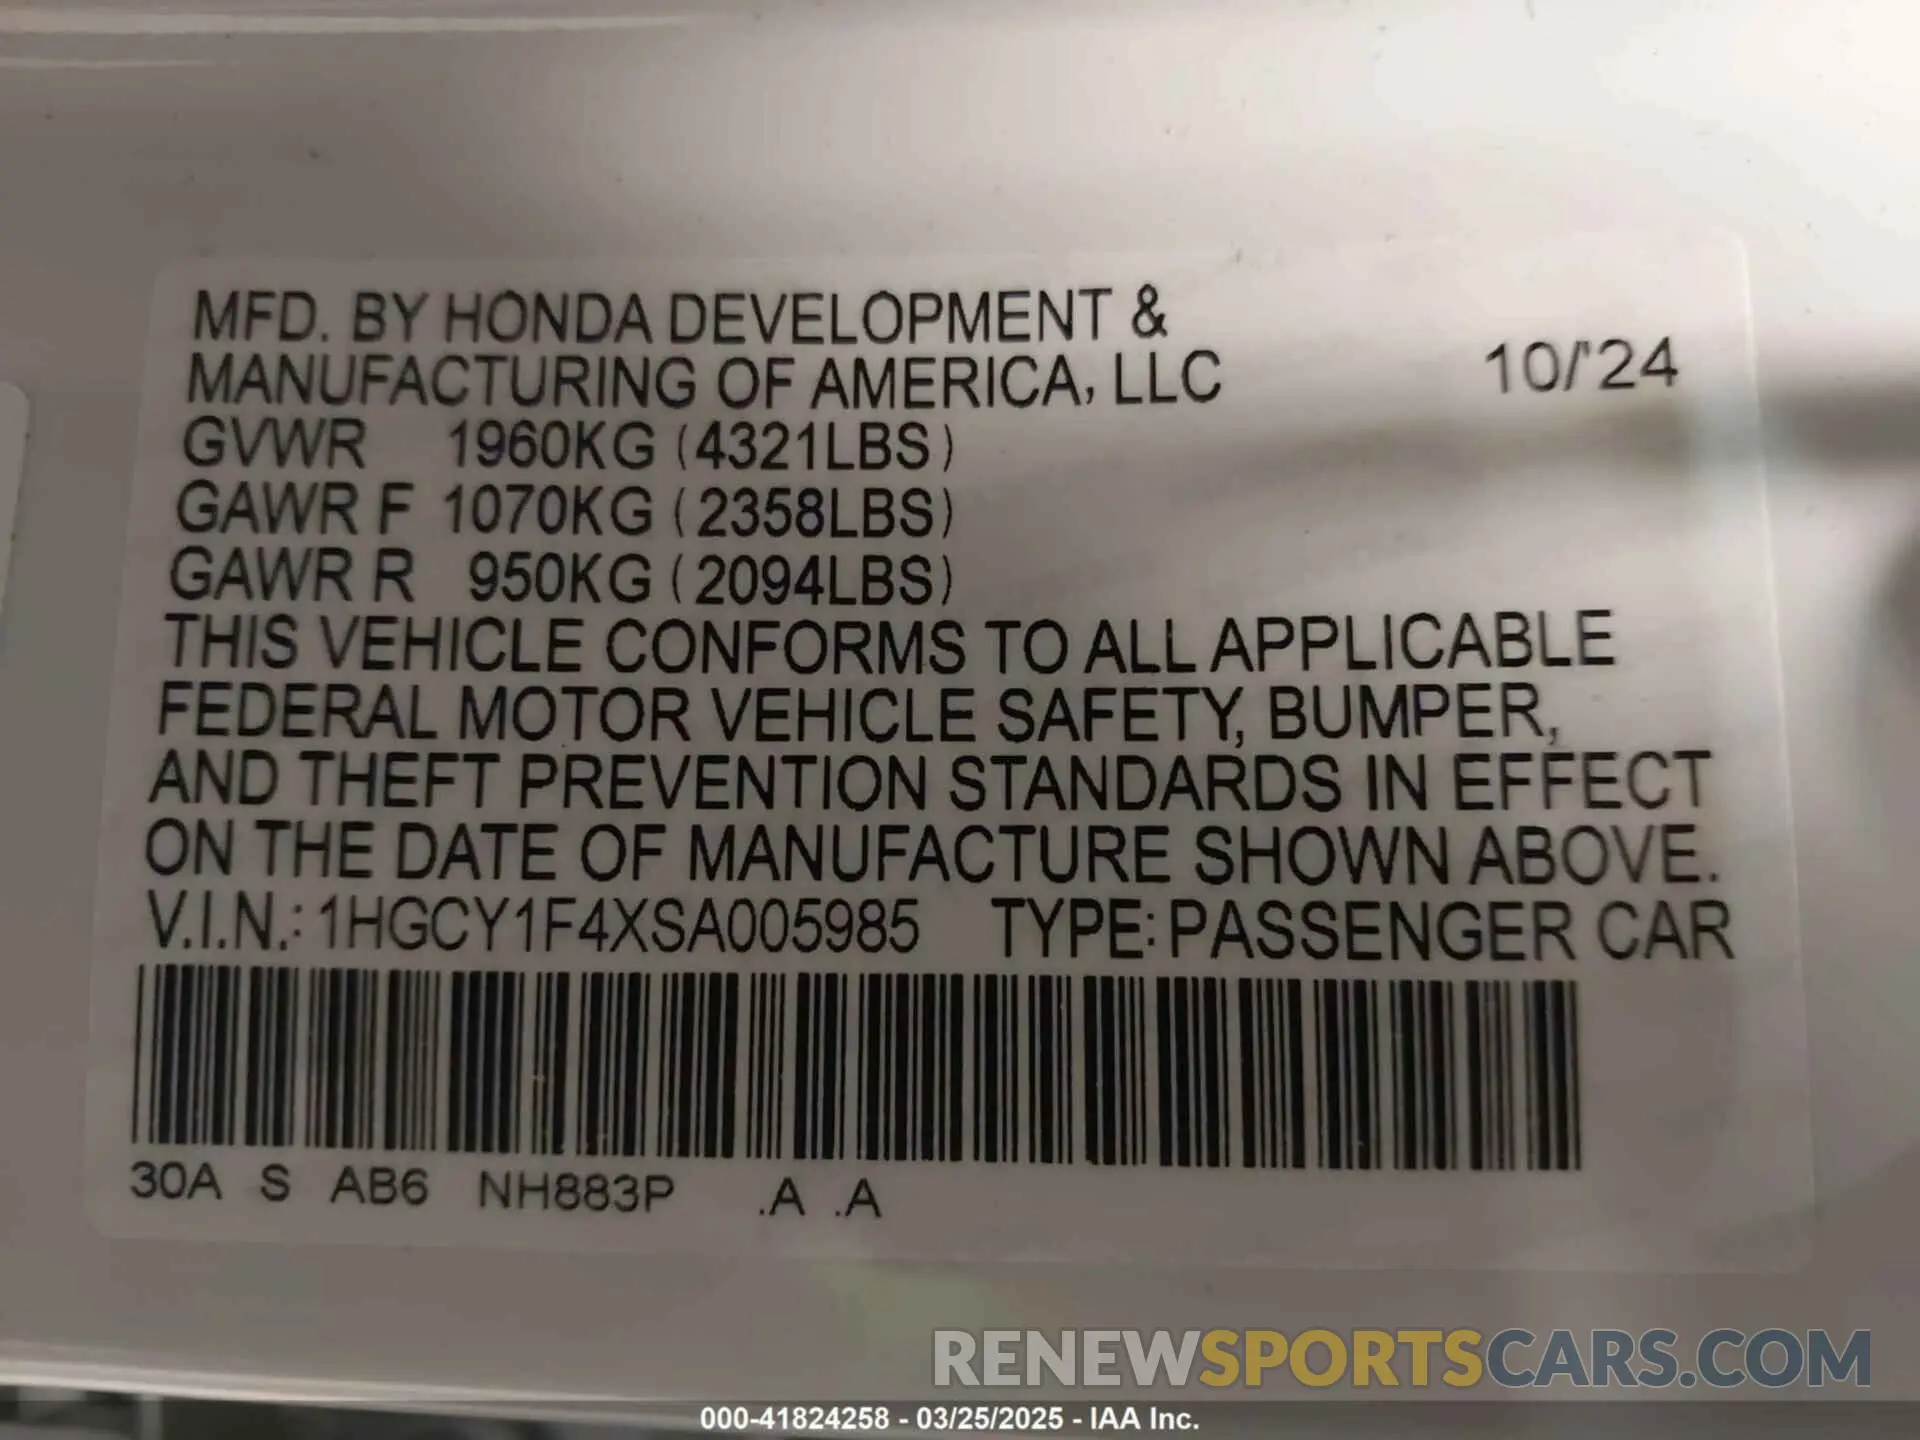 MFD. BY HONDA DEVELOPMENT &
MANUFACTURING OF AMERICA, LLC 10/'24
GVWR 1960KG (4321LBS)
GAWR F 1070KG (2358LBS)
GAWR R 950KG (2094LBS)
THIS VEHICLE CONFORMS TO ALL APPLICABLE
FEDERAL MOTOR VEHICLE SAFETY, BUMPER,
AND THEFT PREVENTION STANDARDS IN EFFECT
ON THE DATE OF MANUFACTURE SHOWN ABOVE.
V.I.N.: 1HGCY1F4XSA005985 TYPE: PASSENGER CAR
30A S AB6 NH883P .A .A
RENEWSPORTSCARS.COM
000-41824258 - 03/25/2025 - IAA Inc.